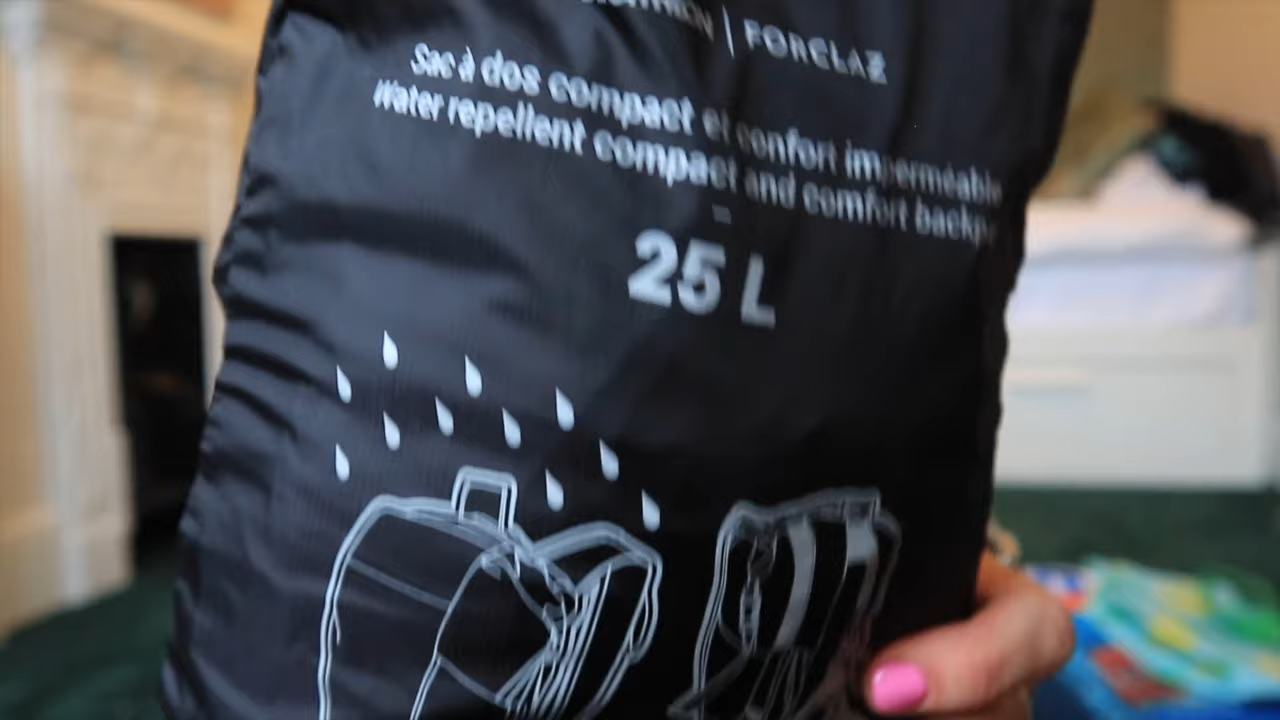 | FORCLAZ
Sac à dos compact et confort imperméable
Water repellent compact and comfort
–
25 L